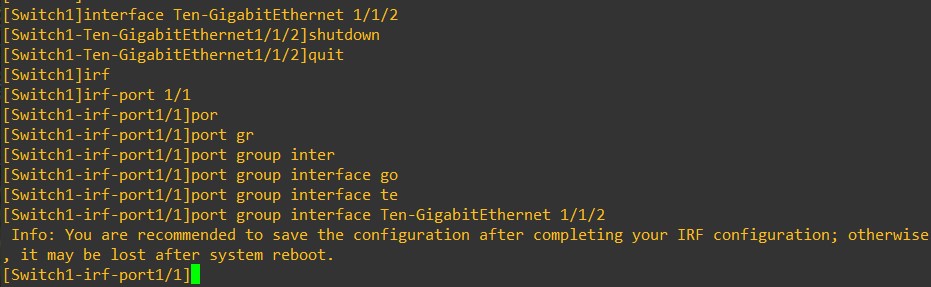 [Switch1]interface Ten-GigabitEthernet 1/1/2
[Switch1-Ten-GigabitEthernet1/1/2]shutdown
[Switch1-Ten-GigabitEthernet1/1/2]quit
[Switch1]irf
[Switch1]irf-port 1/1
[Switch1-irf-port1/1]por
[Switch1-irf-port1/1]port gr
[Switch1-irf-port1/1]port group inter
[Switch1-irf-port1/1]port group interface go
[Switch1-irf-port1/1]port group interface te
[Switch1-irf-port1/1]port group interface Ten-GigabitEthernet 1/1/2
 Info: You are recommended to save the configuration after completing your IRF configuration; otherwise
, it may be lost after system reboot.
[Switch1-irf-port1/1]